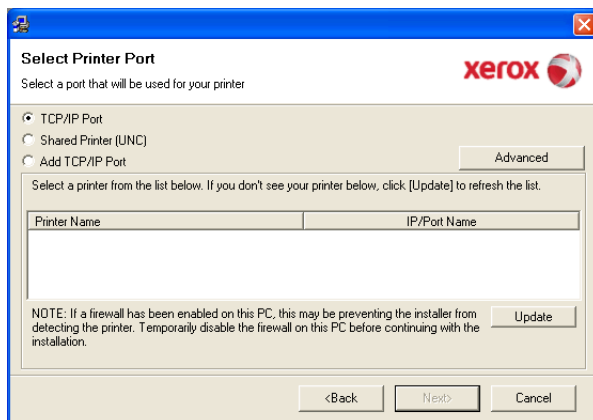 Select Printer Port
Select a port that will be used for your printer
xerox
TCP/IP Port
Shared Printer (UNC)
Add TCP/IP Port
Advanced
Select a printer from the list below. If you don't see your printer below, click [Update] to refresh the list.
Printer Name IP/Port Name
NOTE: If a firewall has been enabled on this PC, this may be preventing the installer from
detecting the printer. Temporarily disable the firewall on this PC before continuing with the
installation.
Update
<Back Next> Cancel